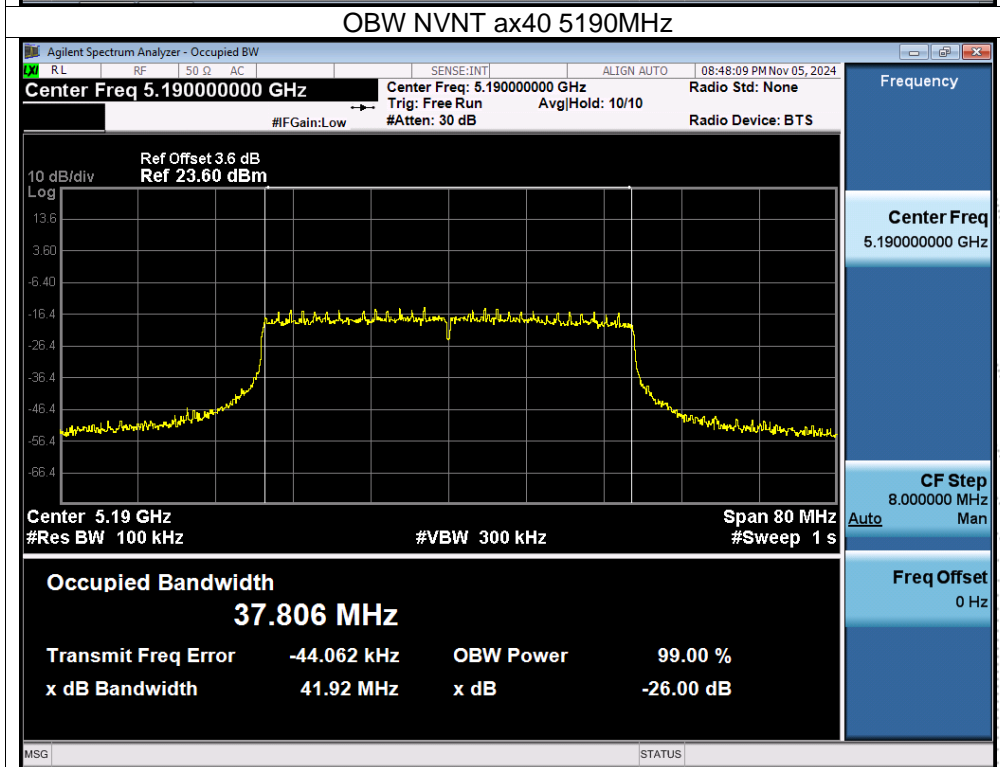 OBW NVNT ax40 5190MHz
Agilent Spectrum Analyzer - Occupied BW
LXI RL RF 50 Ω AC SENSE:INT ALIGN AUTO 08:48:09 PM Nov 05, 2024
Center Freq 5.190000000 GHz
Center Freq: 5.190000000 GHz Radio Std: None
Trig: Free Run Avg|Hold: 10/10
#IFGain:Low #Atten: 30 dB Radio Device: BTS
Frequency
Ref Offset 3.6 dB
10 dB/div Ref 23.60 dBm
Log
13.6
3.60
-6.40
-16.4
-26.4
-36.4
-46.4
-56.4
-66.4
Center Freq
5.190000000 GHz
Center 5.19 GHz Span 80 MHz
#Res BW 100 kHz #VBW 300 kHz #Sweep 1 s
CF Step
8.000000 MHz
Auto Man
Occupied Bandwidth
37.806 MHz
Transmit Freq Error -44.062 kHz OBW Power 99.00 %
x dB Bandwidth 41.92 MHz x dB -26.00 dB
Freq Offset
0 Hz
MSG STATUS